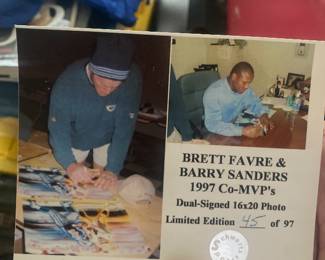 BRETT FAVRE &
BARRY SANDERS
1997 Co-MVP's
Dual-Signed 16x20 Photo
Limited Edition 45 of 97